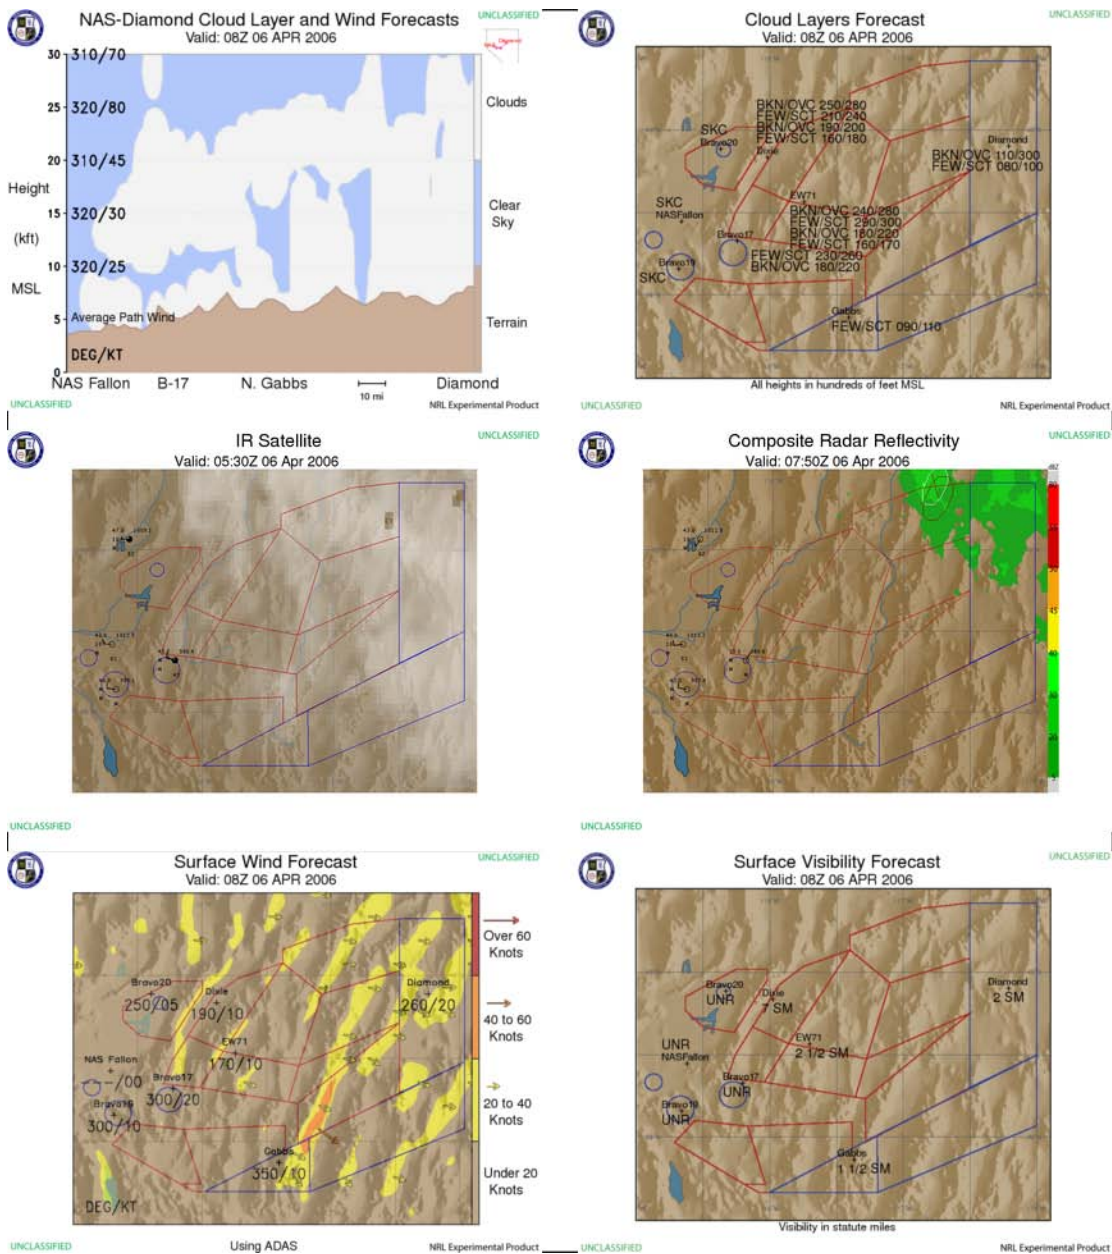 NAS-Diamond Cloud Layer and Wind Forecasts
UNCLASSIFIED
Valid: 08Z 06 APR 2006
30
310/70
25
320/80
Clouds
20
310/45
Height
15
320/30
Clear
Sky
(kft)
10
320/25
MSL
5
Average Path Wind
Terrain
DEG/KT
0
NAS Fallon
B-17
N. Gabbs
10 mi
Diamond
UNCLASSIFIED
NRL Experimental Product
Cloud Layers Forecast
UNCLASSIFIED
Valid: 08Z 06 APR 2006
BKN/OVC 250/280
FEW/SCT 210/240
BKN/OVC 190/200
FEW/SCT 160/180
SKC
Bravo20
Dixie
Diamond
BKN/OVC 110/300
FEW/SCT 080/100
EW71
SKC
NASFallon
BKN/OVC 240/280
FEW/SCT 290/300
BKN/OVC 180/220
FEW/SCT 160/170
Bravo17
FEW/SCT 230/260
BKN/OVC 180/220
Bravo19
SKC
Gabbs
FEW/SCT 090/110
All heights in hundreds of feet MSL
UNCLASSIFIED
NRL Experimental Product
IR Satellite
UNCLASSIFIED
Valid: 05:30Z 06 Apr 2006
UNCLASSIFIED
Composite Radar Reflectivity
UNCLASSIFIED
Valid: 07:50Z 06 Apr 2006
UNCLASSIFIED
Surface Wind Forecast
UNCLASSIFIED
Valid: 08Z 06 APR 2006
Over 60
Knots
Bravo20
250/05
Dixie
190/10
Diamond
260/20
40 to 60
Knots
EW71
170/10
NAS Fallon
---/00
Bravo17
300/20
20 to 40
Knots
300/10
Gabbs
350/10
Under 20
Knots
DEG/KT
Using ADAS
UNCLASSIFIED
NRL Experimental Product
Surface Visibility Forecast
UNCLASSIFIED
Valid: 08Z 06 APR 2006
Bravo20
UNR
Dixie
7 SM
Diamond
2 SM
EW71
2 1/2 SM
UNR
NASFallon
Bravo17
UNR
Bravo19
UNR
Gabbs
1 1/2 SM
Visibility in statute miles
UNCLASSIFIED
NRL Experimental Product